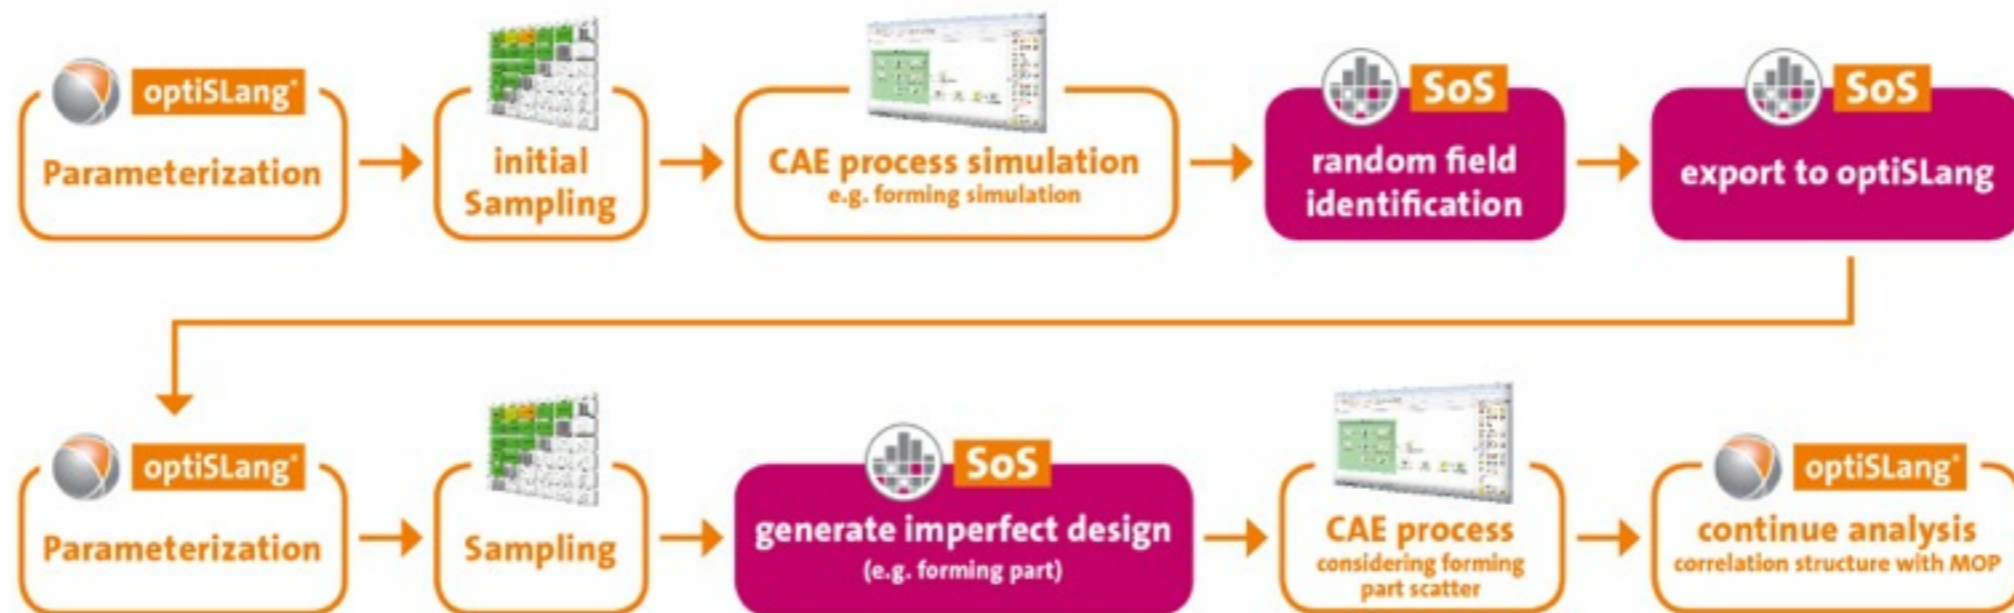 optiSLang®
Parameterization
initial
Sampling
CAE process simulation
e.g. forming simulation
SoS
random field
identification
SoS
export to optiSLang
optiSLang®
Parameterization
Sampling
SoS
generate imperfect design
(e.g. forming part)
CAE process
considering forming
part scatter
optiSLang®
continue analysis
correlation structure with MOP